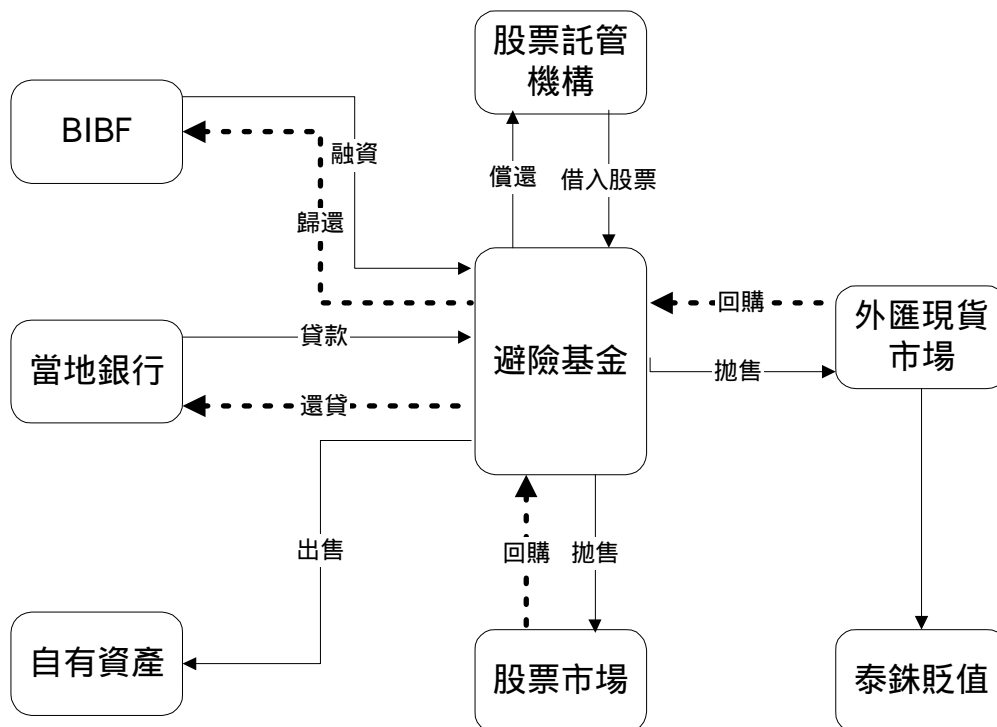 股票託管
機構
BIBF
融資
償還
借入股票
歸還
回購
外匯現貨
市場
貸款
當地銀行
避險基金
拋售
還貸
出售
回購
拋售
自有資產
股票市場
泰銖貶值